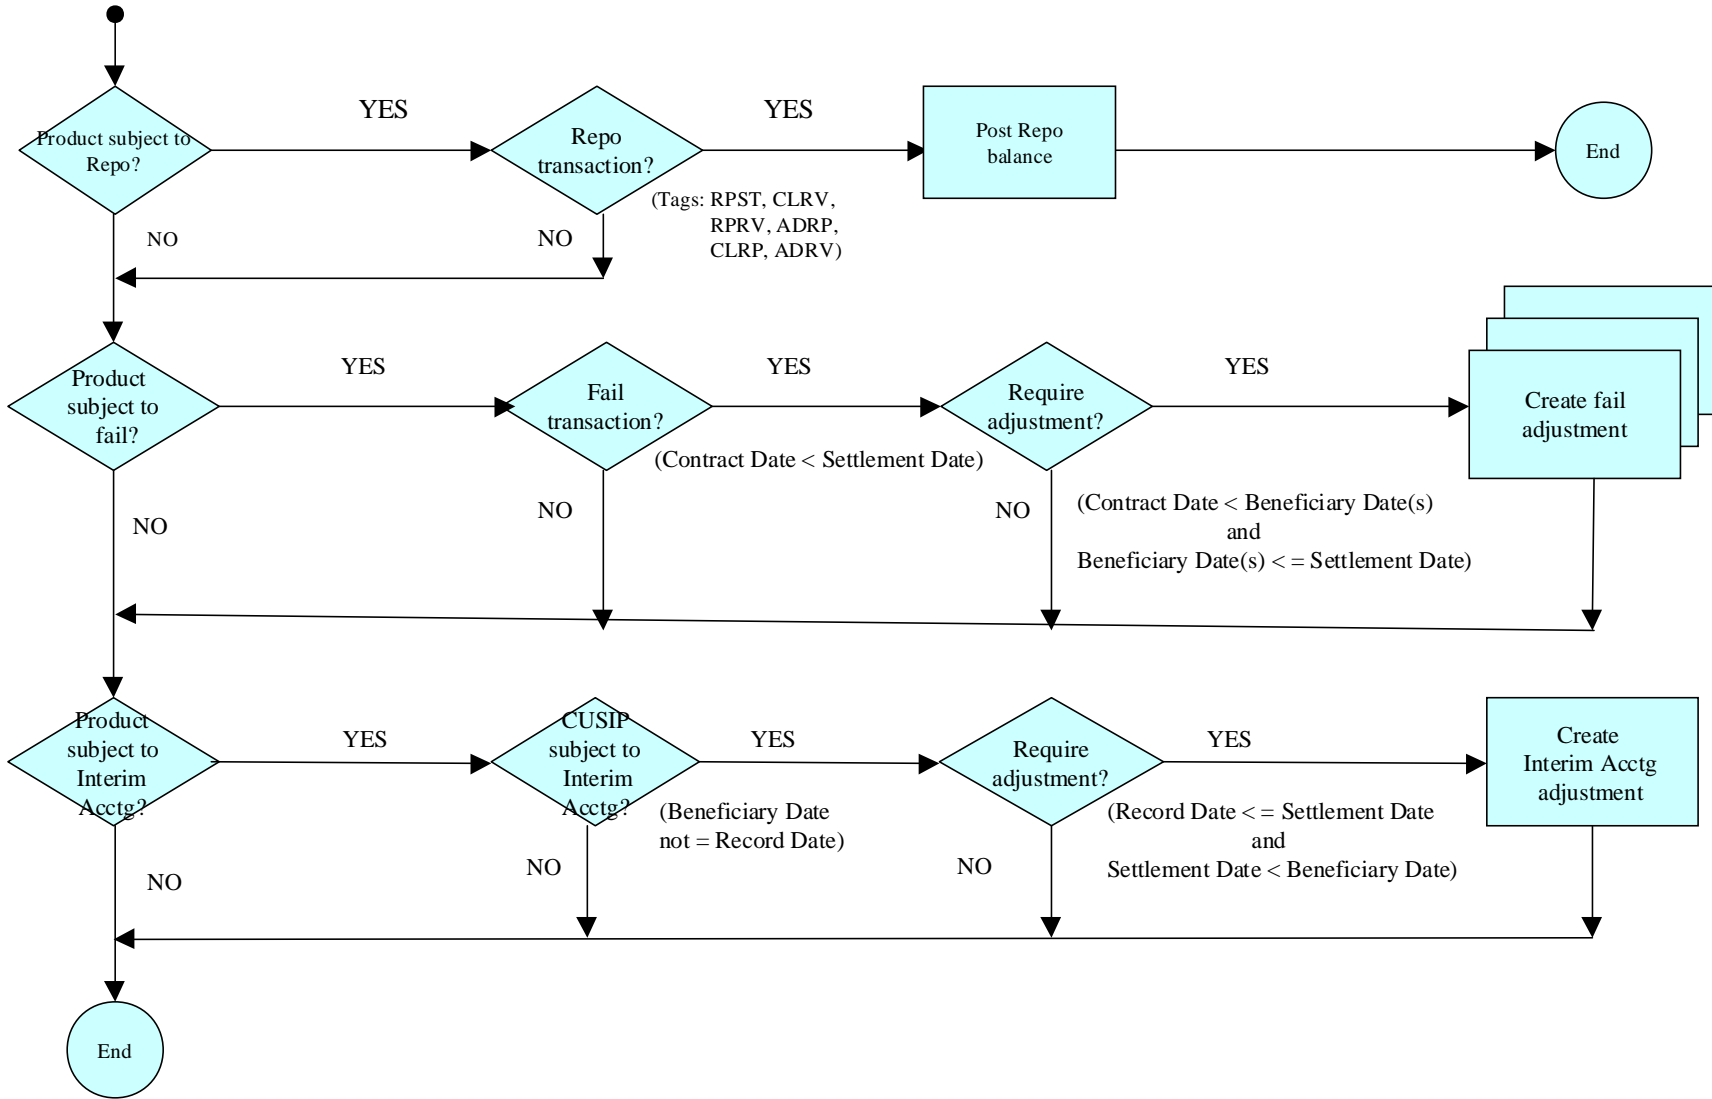 YES
YES
Product subject to
Repo?
Repo
transaction?
Post Repo
balance
End
(Tags: RPST, CLRV,
RPRV, ADRP,
CLRP, ADRV)
NO
NO
YES
YES
YES
Product
subject to
fail?
Fail
transaction?
Require
adjustment?
Create fail
adjustment
(Contract Date < Settlement Date)
NO
NO
NO
(Contract Date < Beneficiary Date(s)
and
Beneficiary Date(s) < = Settlement Date)
YES
YES
YES
Product
subject to
Interim
Acctg?
CUSIP
subject to
Interim
Acctg?
Require
adjustment?
Create
Interim Acctg
adjustment
(Beneficiary Date
not = Record Date)
(Record Date < = Settlement Date
and
Settlement Date < Beneficiary Date)
NO
NO
NO
End